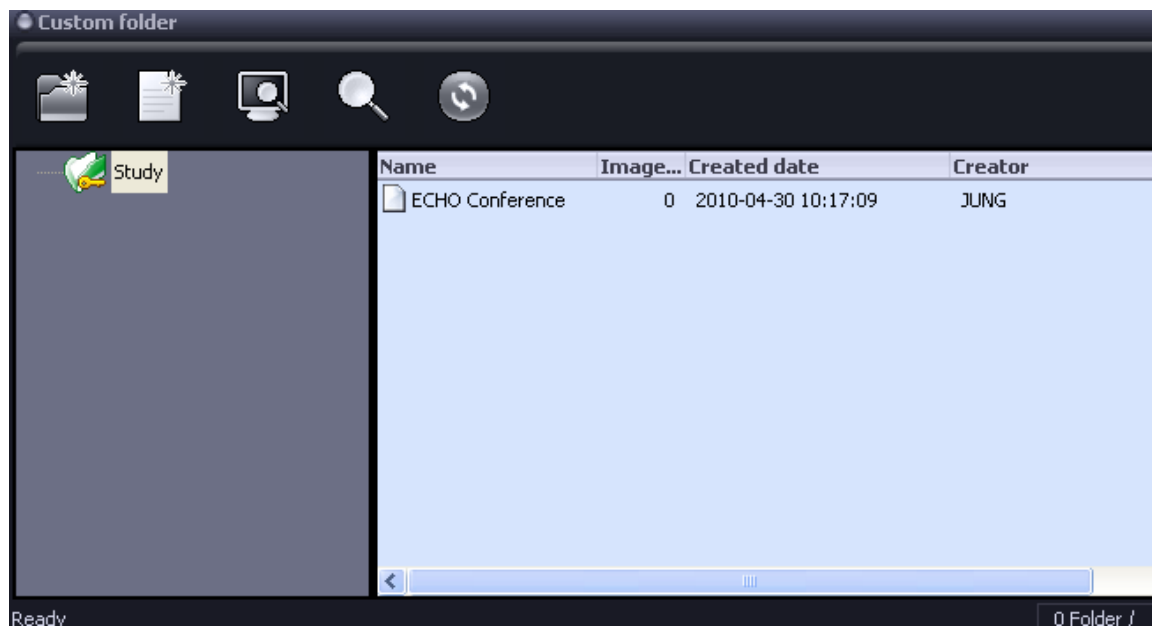 Custom folder
Study
Name Image... Created date Creator
ECHO Conference 0 2010-04-30 10:17:09 JUNG
Ready 0 Folder /